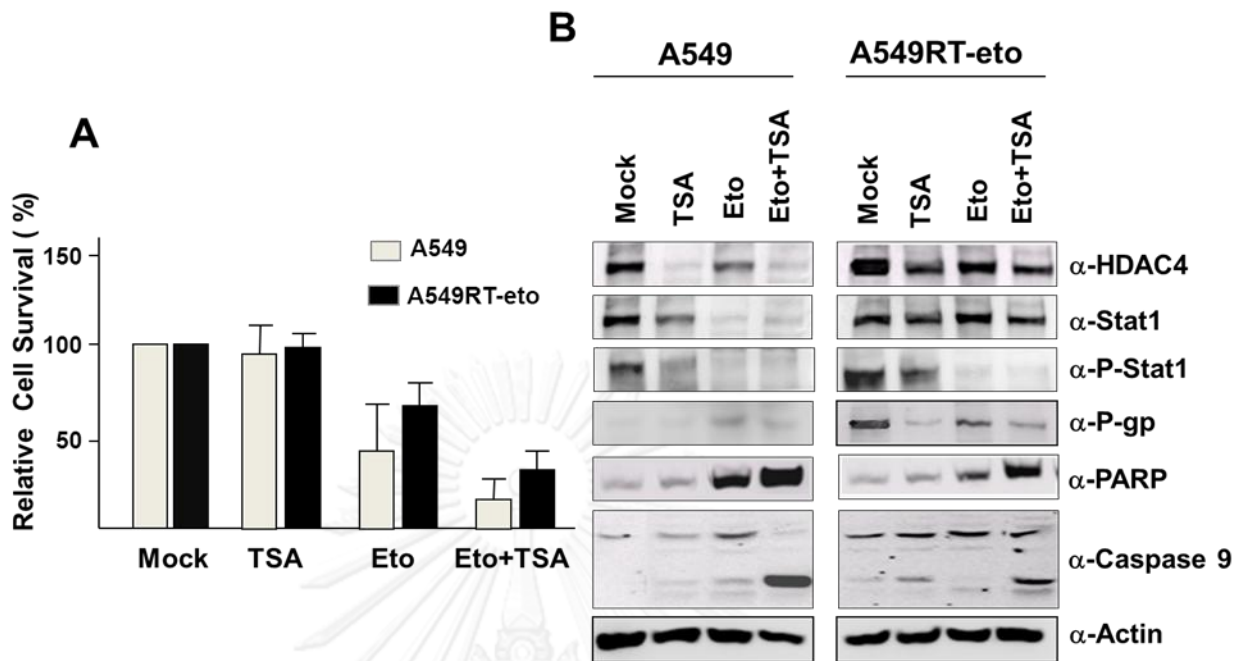 A
Relative Cell Survival ( %)
150
100
50
A549
A549RT-eto
Mock TSA Eto Eto+TSA
B
A549 A549RT-eto
Mock TSA Eto Eto+TSA Mock TSA Eto Eto+TSA
α-HDAC4
α-Stat1
α-P-Stat1
α-P-gp
α-PARP
α-Caspase 9
α-Actin